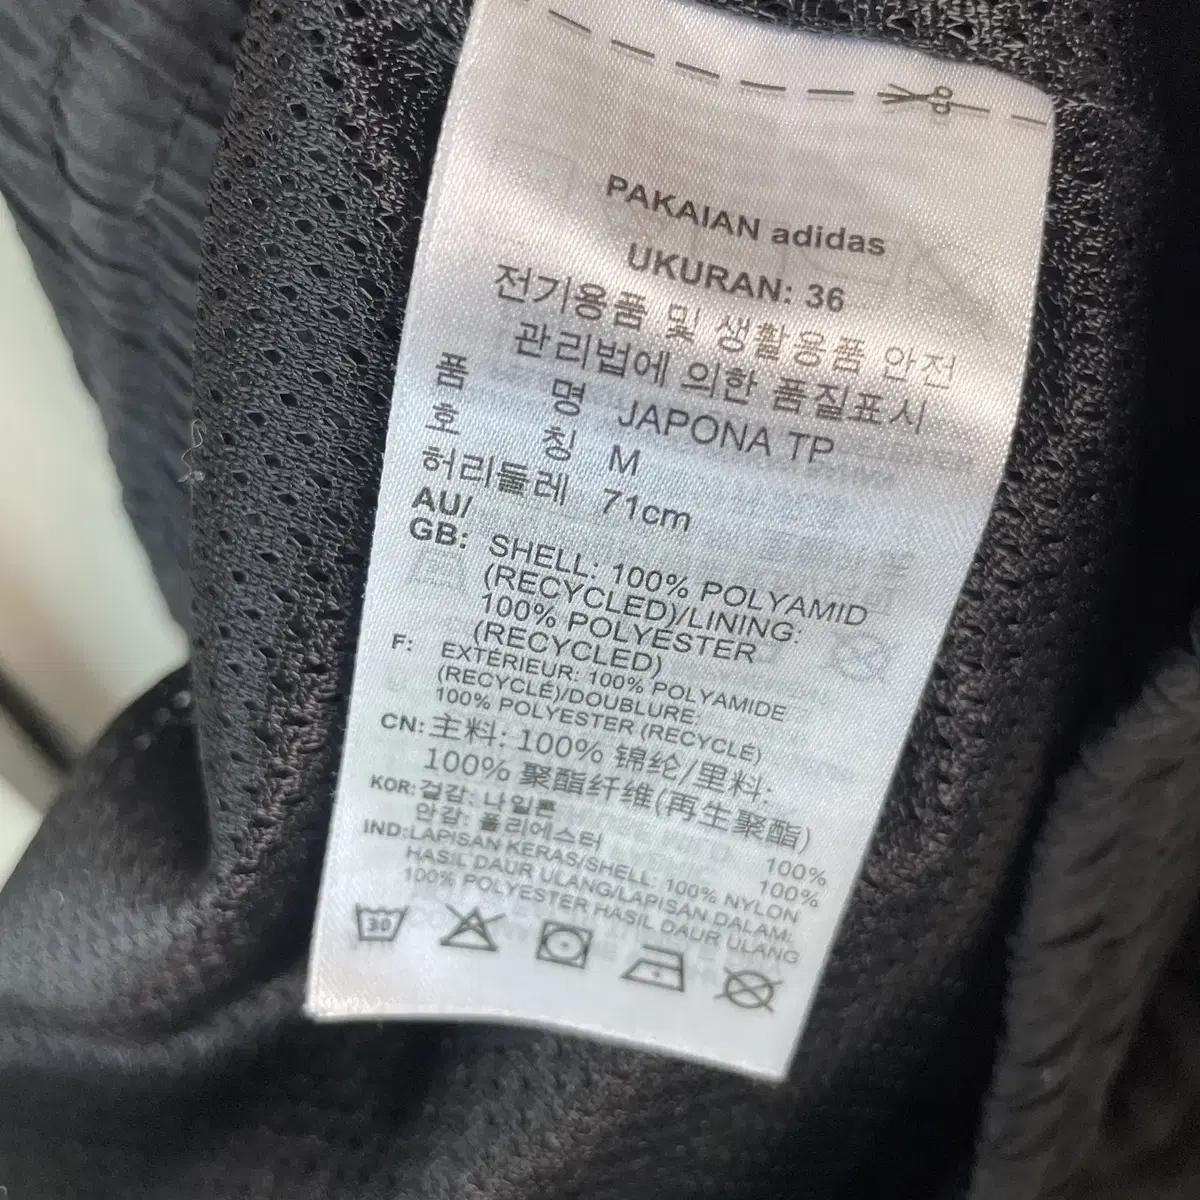 PAKAIAN adidas
UKURAN: 36
전기용품 및 생활용품 안전
관리법에 의한 품질표시
품 명 JAPONA TP
호 칭 M
허리둘레 71cm
AU/
GB: SHELL: 100% POLYAMID
(RECYCLED)/LINING:
100% POLYESTER
(RECYCLED)
F: EXTÉRIEUR: 100% POLYAMIDE
(RECYCLÉ)/DOUBLURE:
100% POLYESTER (RECYCLÉ)
CN: 主料: 100% 锦纶/里料:
100% 聚酯纤维(再生聚酯)
KOR: 겉감: 나일론 100%
안감: 폴리에스터 100%
IND: LAPISAN KERAS/SHELL: 100% NYLON
HASIL DAUR ULANG/LAPISAN DALAM:
100% POLYESTER HASIL DAUR ULANG
30